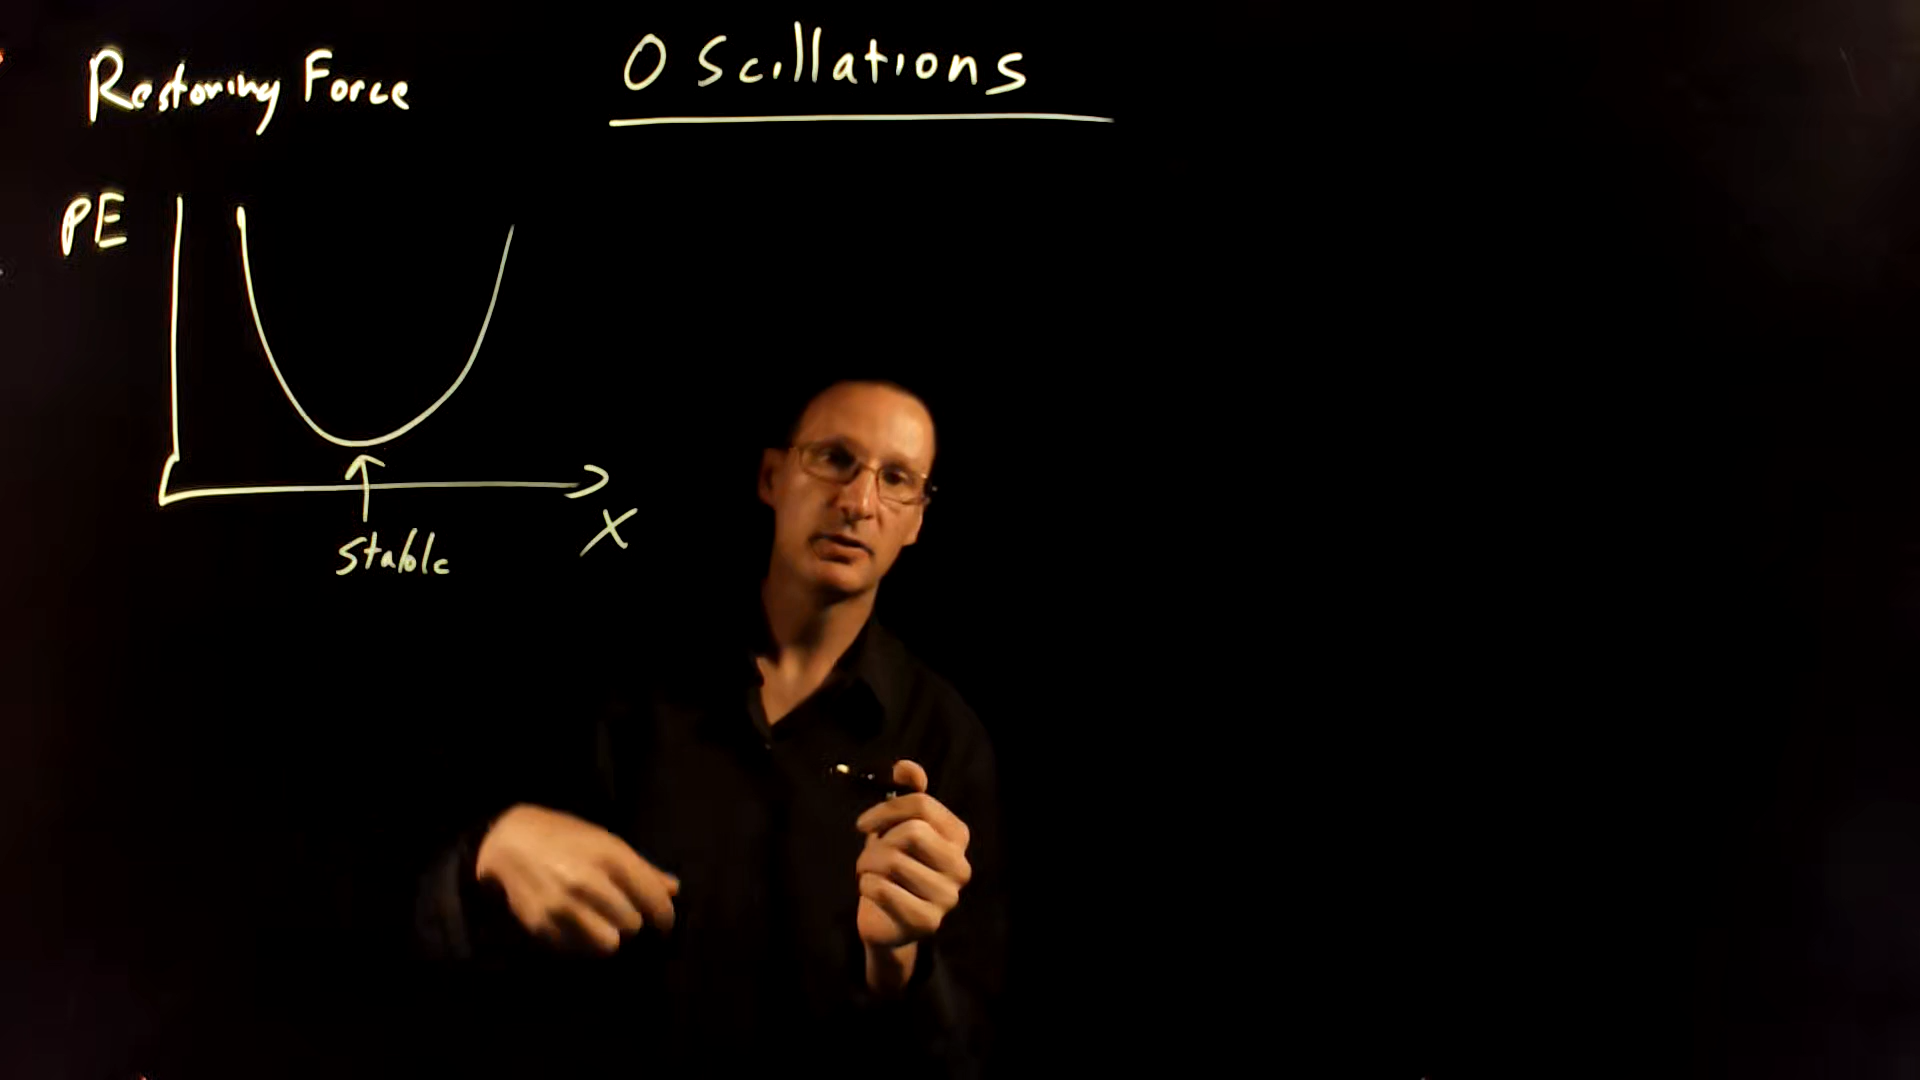 Oscillations
Restoring Force
PE
X
stable